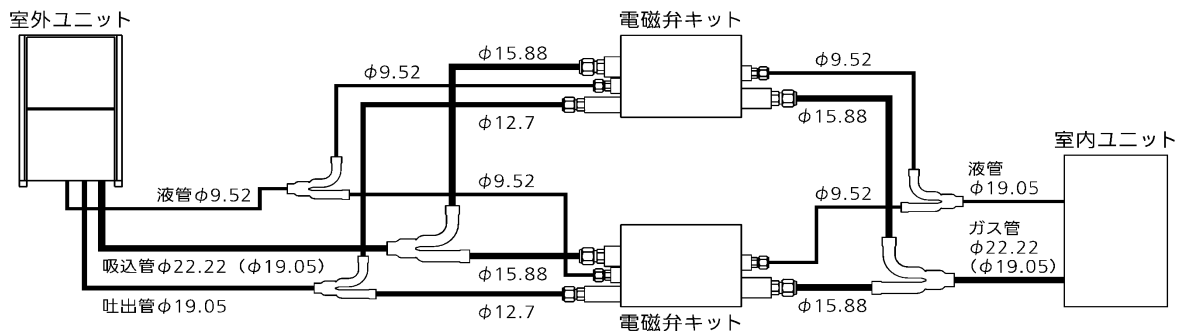 室外ユニット
電磁弁キット
φ15.88
φ9.52
φ9.52
φ12.7
φ15.88
室内ユニット
液管φ9.52
φ9.52
φ9.52
液管
φ19.05
ガス管
φ22.22
（φ19.05）
吸込管φ22.22（φ19.05）
φ15.88
吐出管φ19.05
φ12.7
φ15.88
電磁弁キット